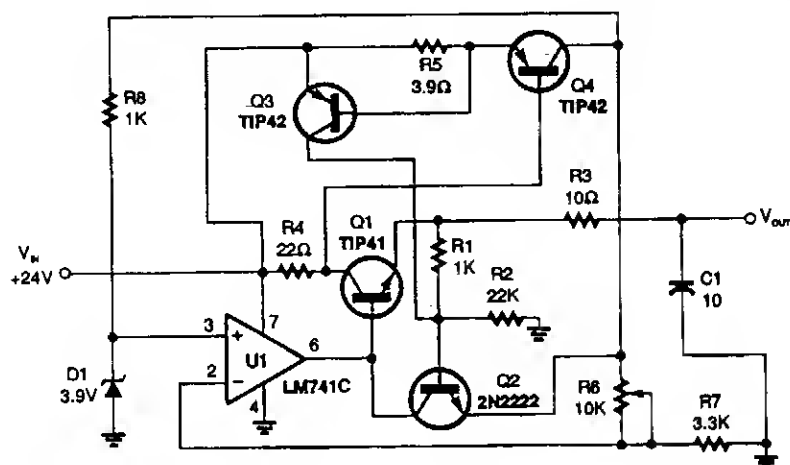 R8
1K
Q3
TIP42
R5
3.9Ω
Q4
TIP42
R4
22Ω
Q1
TIP41
R3
10Ω
VOUT
VIN
+24V
R1
1K
R2
22K
C1
10
7
3
+
U1
6
2
−
LM741C
4
D1
3.9V
Q2
2N2222
R6
10K
R7
3.3K